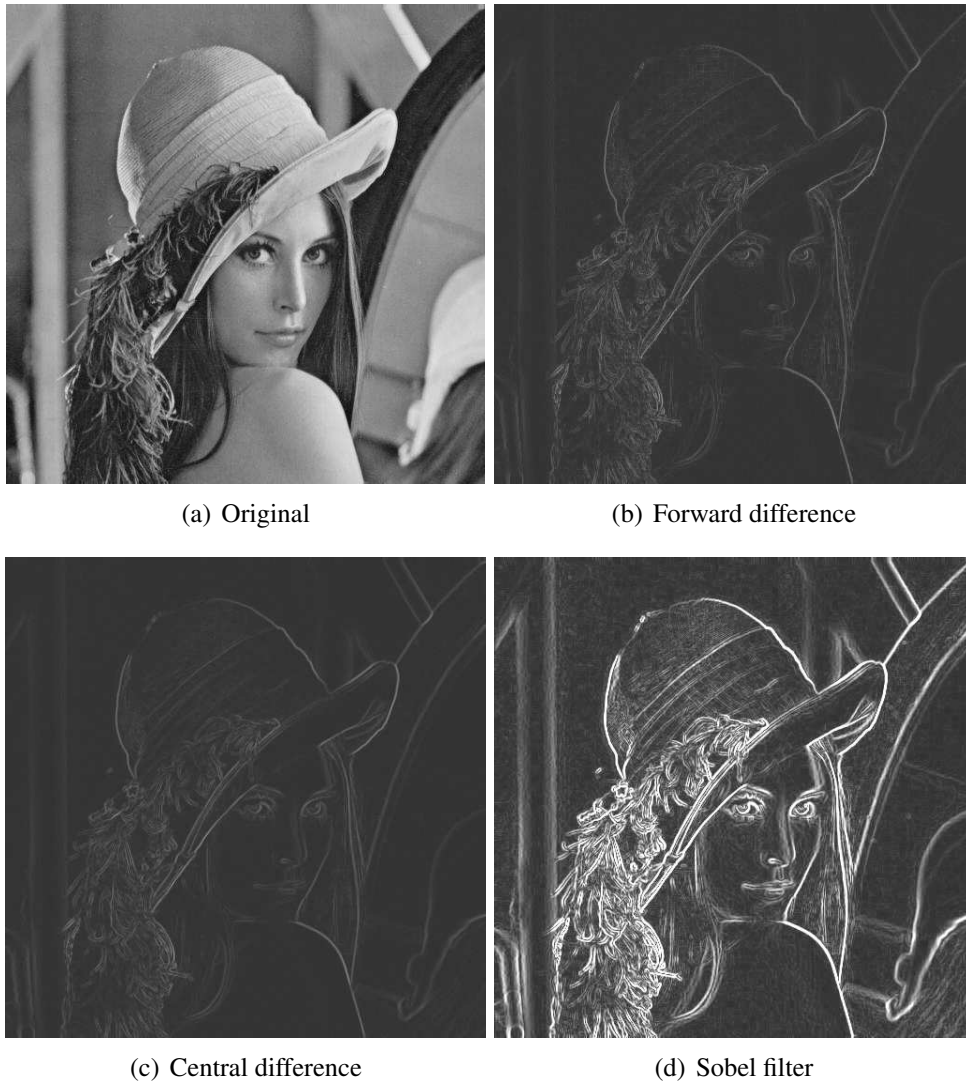 (a) Original
(b) Forward difference
(c) Central difference
(d) Sobel filter